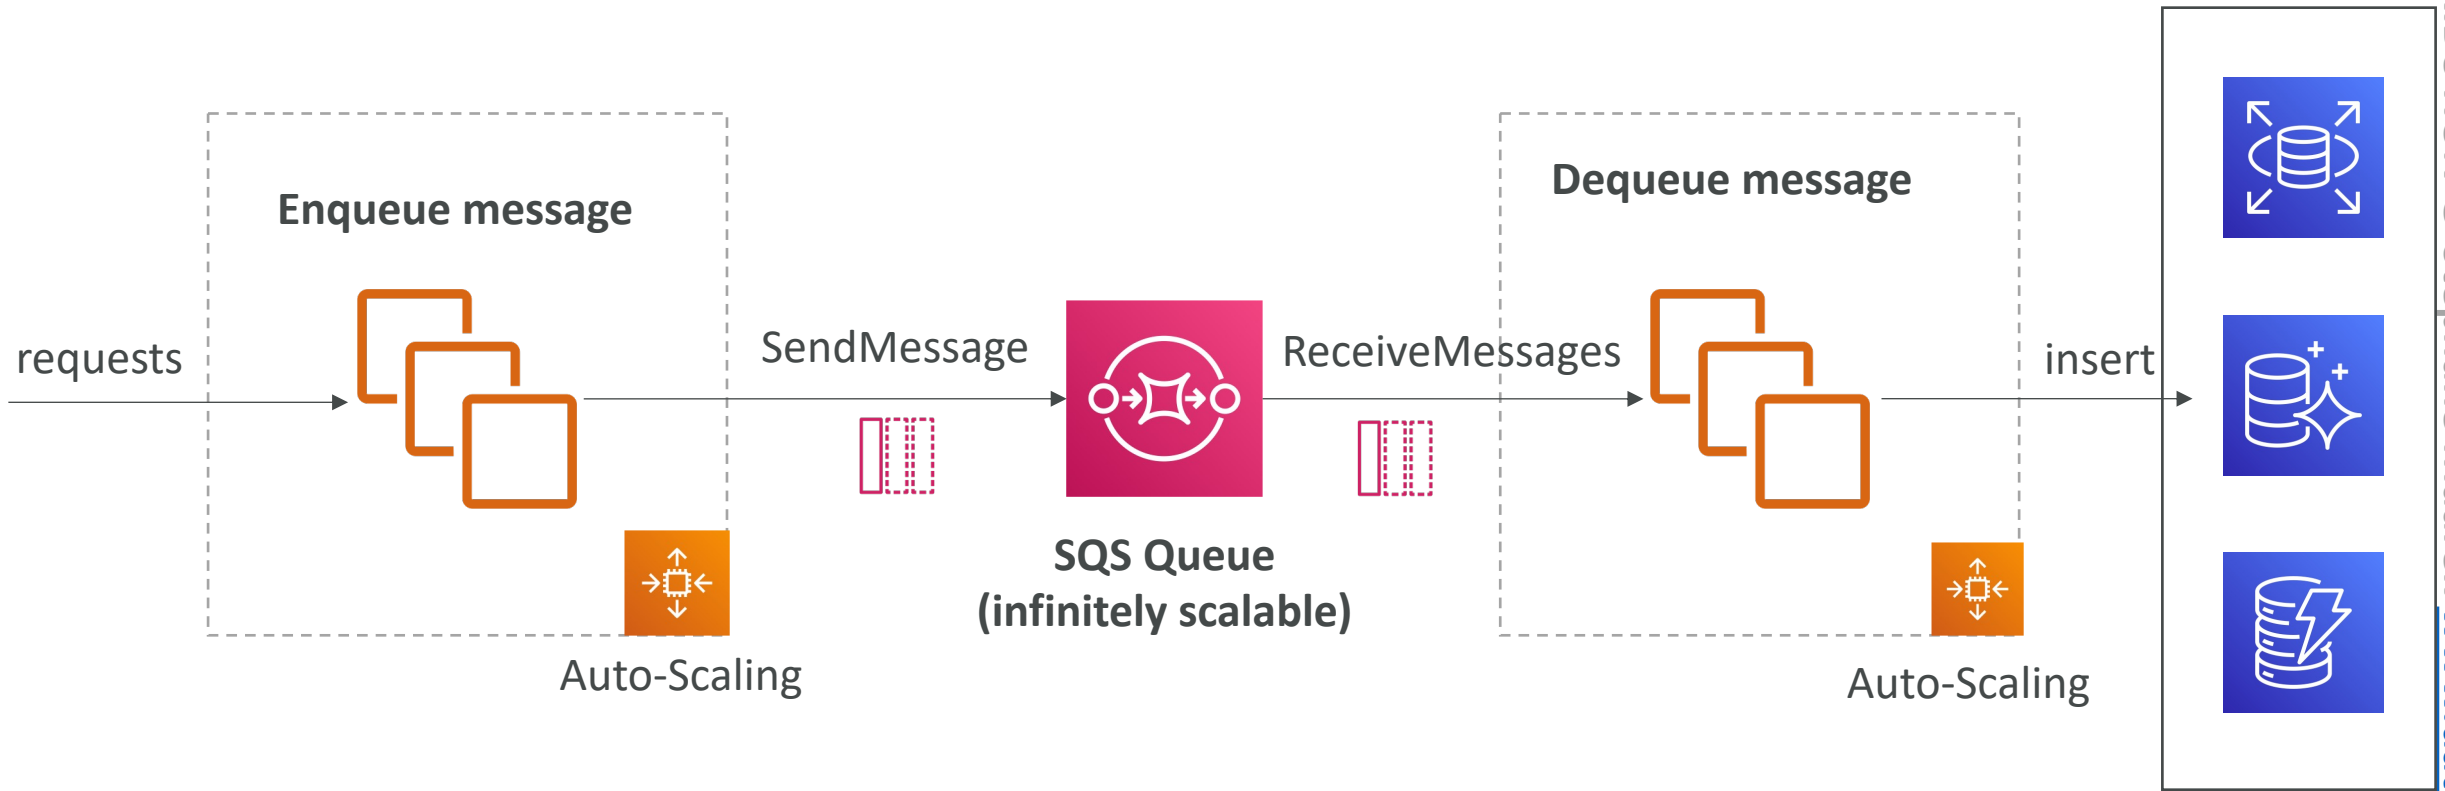 requests
Enqueue message
Auto-Scaling
SendMessage
SQS Queue
(infinitely scalable)
ReceiveMessages
Dequeue message
Auto-Scaling
insert